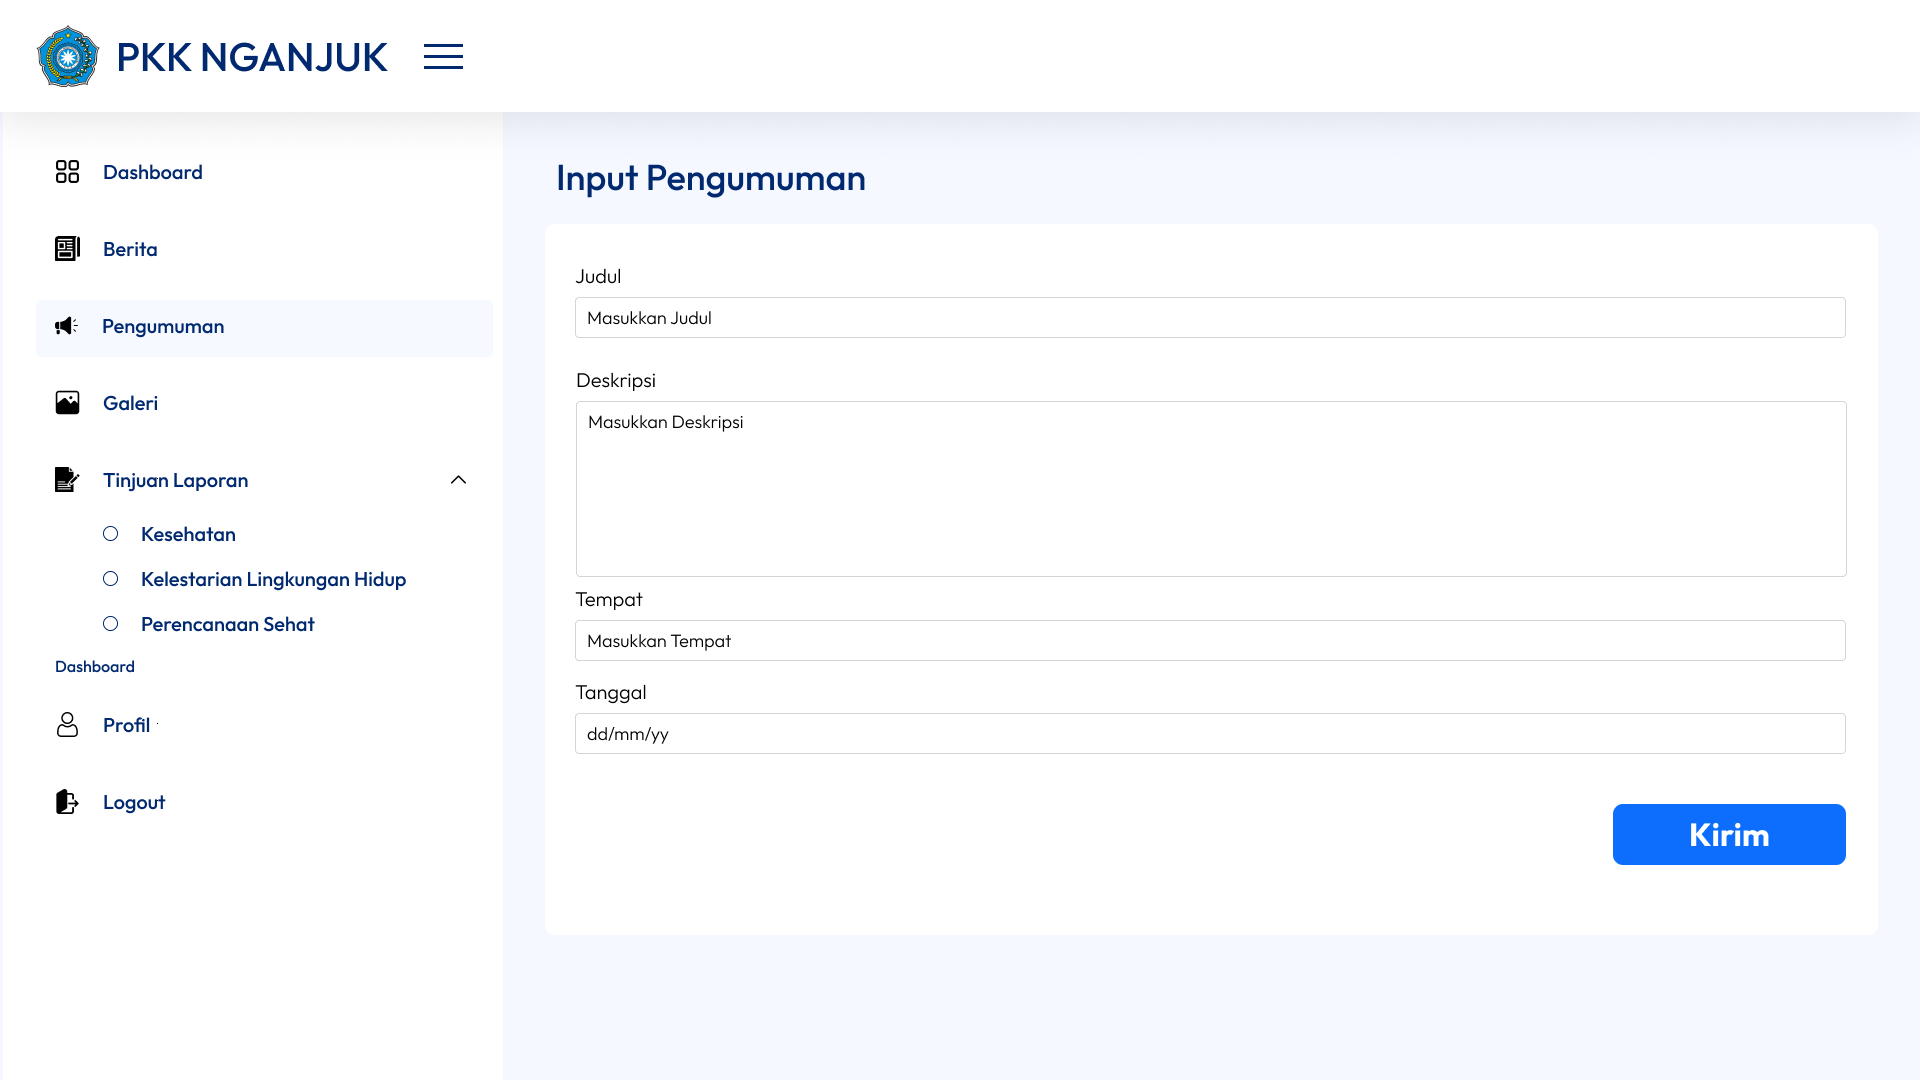 PKK NGANJUK
Dashboard
Berita
Pengumuman
Galeri
Tinjuan Laporan
Kesehatan
Kelestarian Lingkungan Hidup
Perencanaan Sehat
Dashboard
Profil
Logout
Input Pengumuman
Judul
Masukkan Judul
Deskripsi
Masukkan Deskripsi
Tempat
Masukkan Tempat
Tanggal
dd/mm/yy
Kirim